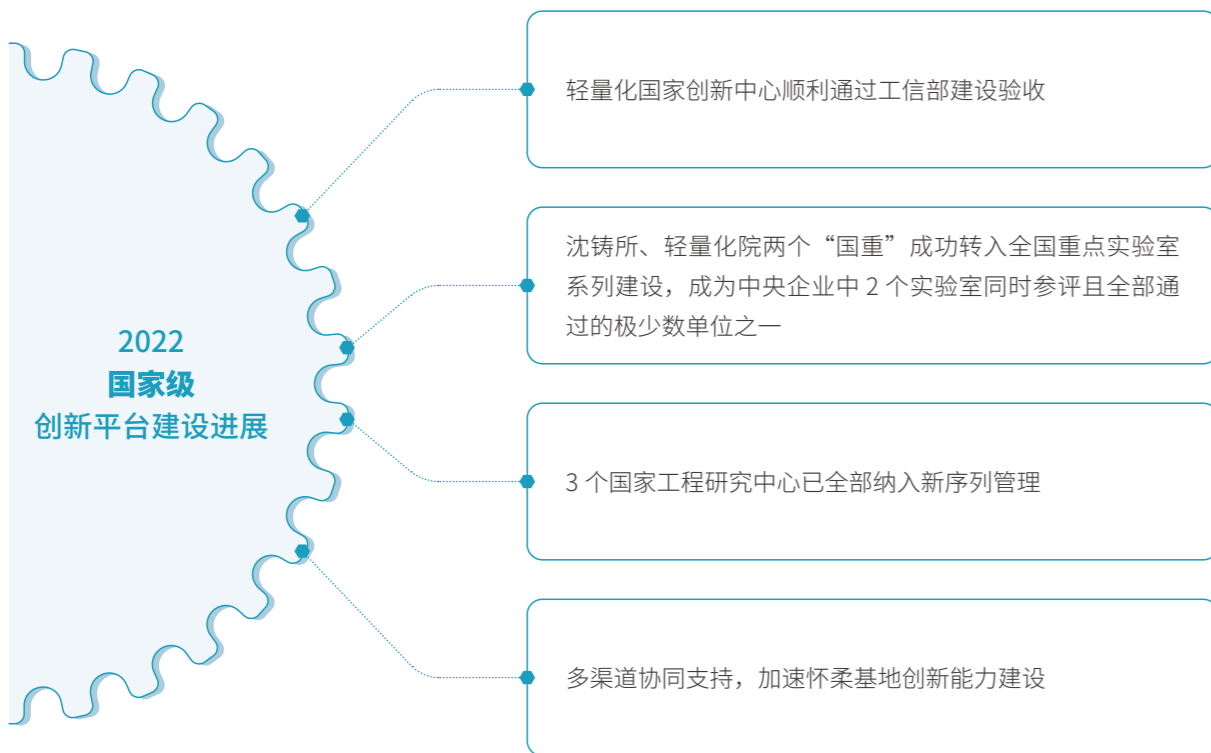 2022
国家级
创新平台建设进展
轻量化国家创新中心顺利通过工信部建设验收
沈铸所、轻量化院两个“国重”成功转入全国重点实验室
系列建设，成为中央企业中 2 个实验室同时参评且全部通
过的极少数单位之一
3 个国家工程研究中心已全部纳入新序列管理
多渠道协同支持，加速怀柔基地创新能力建设